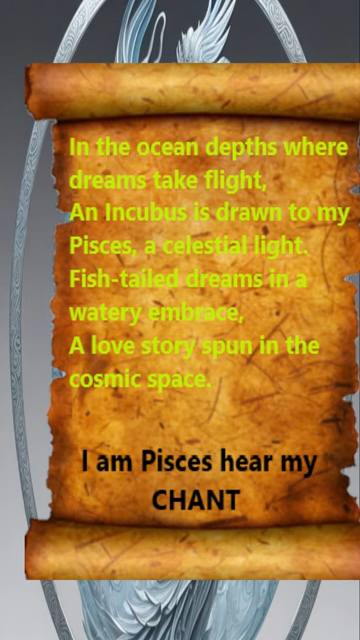 In the ocean depths where
dreams take flight,
An Incubus is drawn to my
Pisces, a celestial light.
Fish-tailed dreams in a
watery embrace,
A love story spun in the
cosmic space.
I am Pisces hear my
CHANT